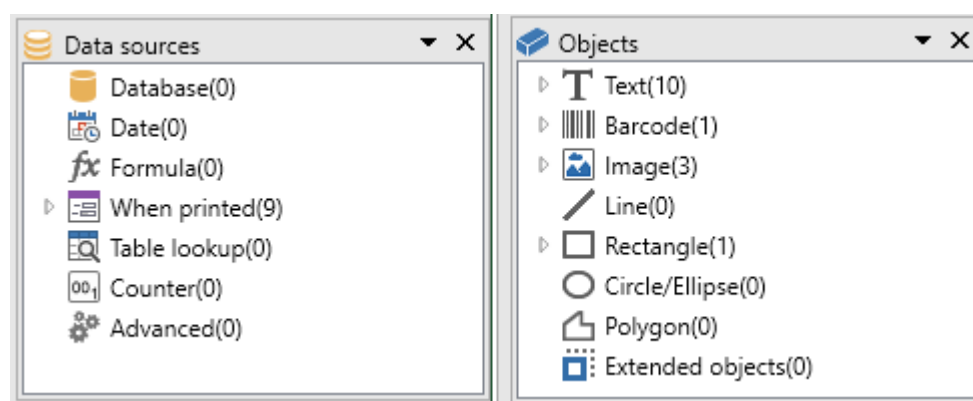 Data sources
Database(0)
Date(0)
Formula(0)
When printed(9)
Table lookup(0)
Counter(0)
Advanced(0)
Objects
Text(10)
Barcode(1)
Image(3)
Line(0)
Rectangle(1)
Circle/Ellipse(0)
Polygon(0)
Extended objects(0)